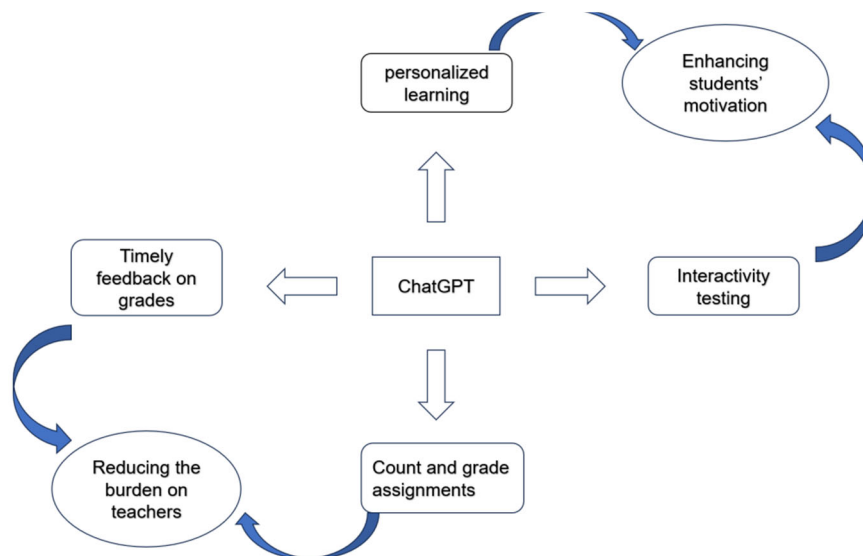 personalized
learning
Enhancing
students'
motivation
Timely
feedback on
grades
ChatGPT
Interactivity
testing
Reducing the
burden on
teachers
Count and grade
assignments